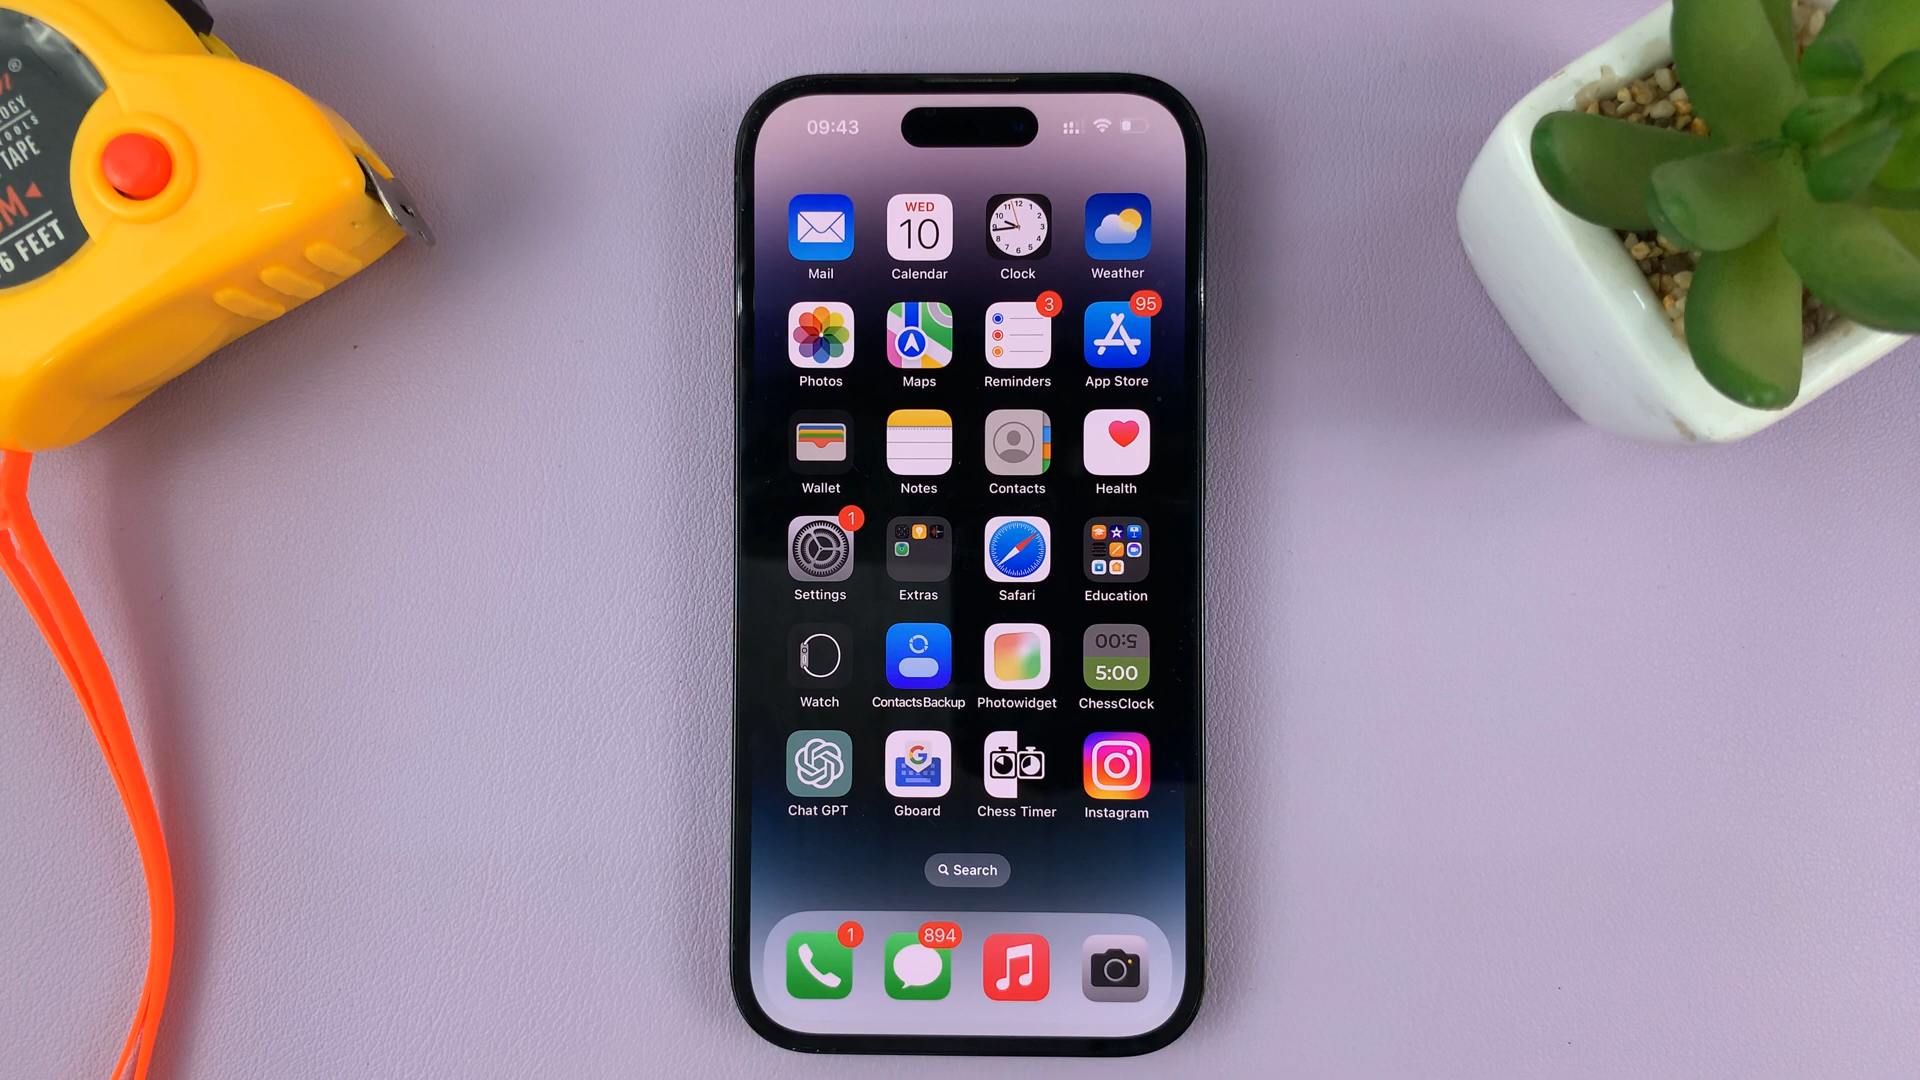 ®
OGY
OOLS
TAPE
M
6 FEET
09:43
WED
10
Mail
Calendar
Clock
Weather
3
95
Photos
Maps
Reminders
App Store
Wallet
Notes
Contacts
Health
1
Settings
Extras
Safari
Education
5:00
5:00
Watch
ContactsBackup
Photowidget
ChessClock
G
Chat GPT
Gboard
Chess Timer
Instagram
Search
1
894